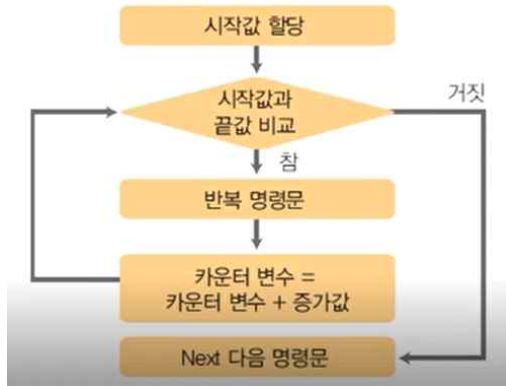 시작값 할당
시작값과
끝값 비교
거짓
참
반복 명령문
카운터 변수 =
카운터 변수 + 증가값
Next 다음 명령문